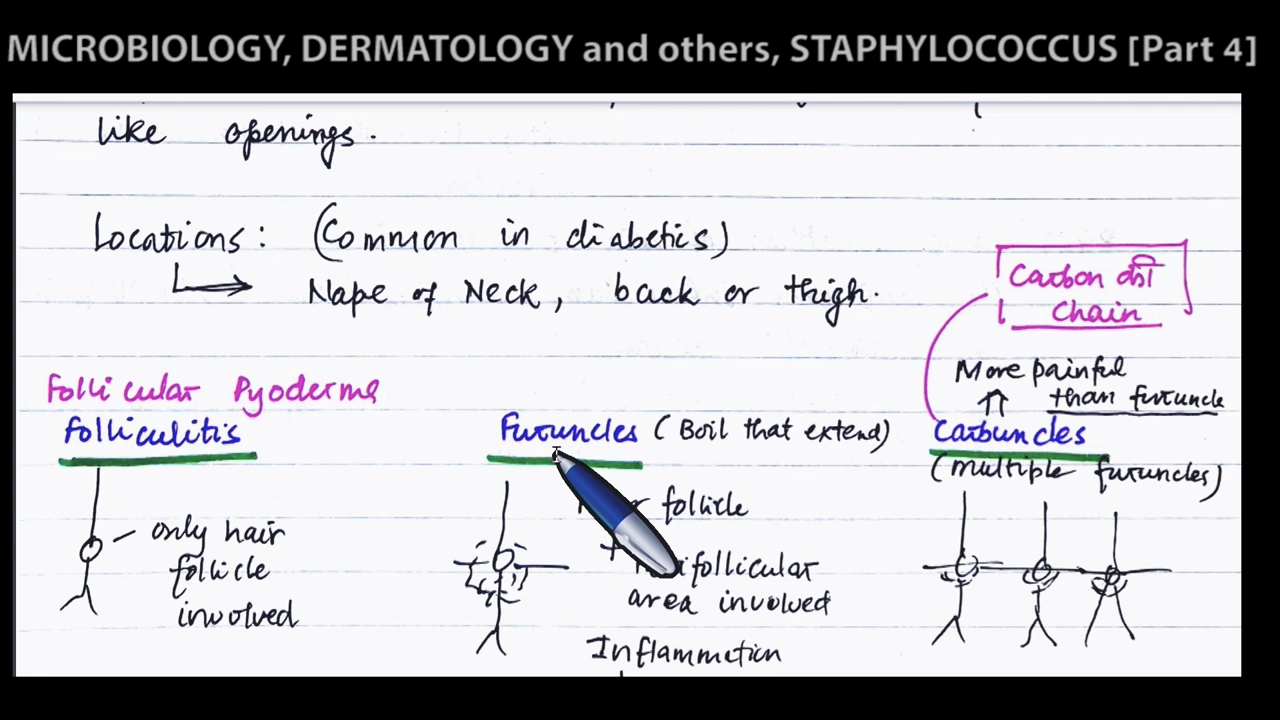 MICROBIOLOGY, DERMATOLOGY and others, STAPHYLOCOCCUS [Part 4]
like openings.
Locations: (Common in diabetics)
Nape of Neck, back or thigh.
Carbon की
Chain
More painful
than furuncle
Follicular Pyoderma
Folliculitis
only hair
follicle
involved
Furuncles (Boil that extend)
follicle
+
area involved
Inflammation
Carbuncles
(multiple furuncles)